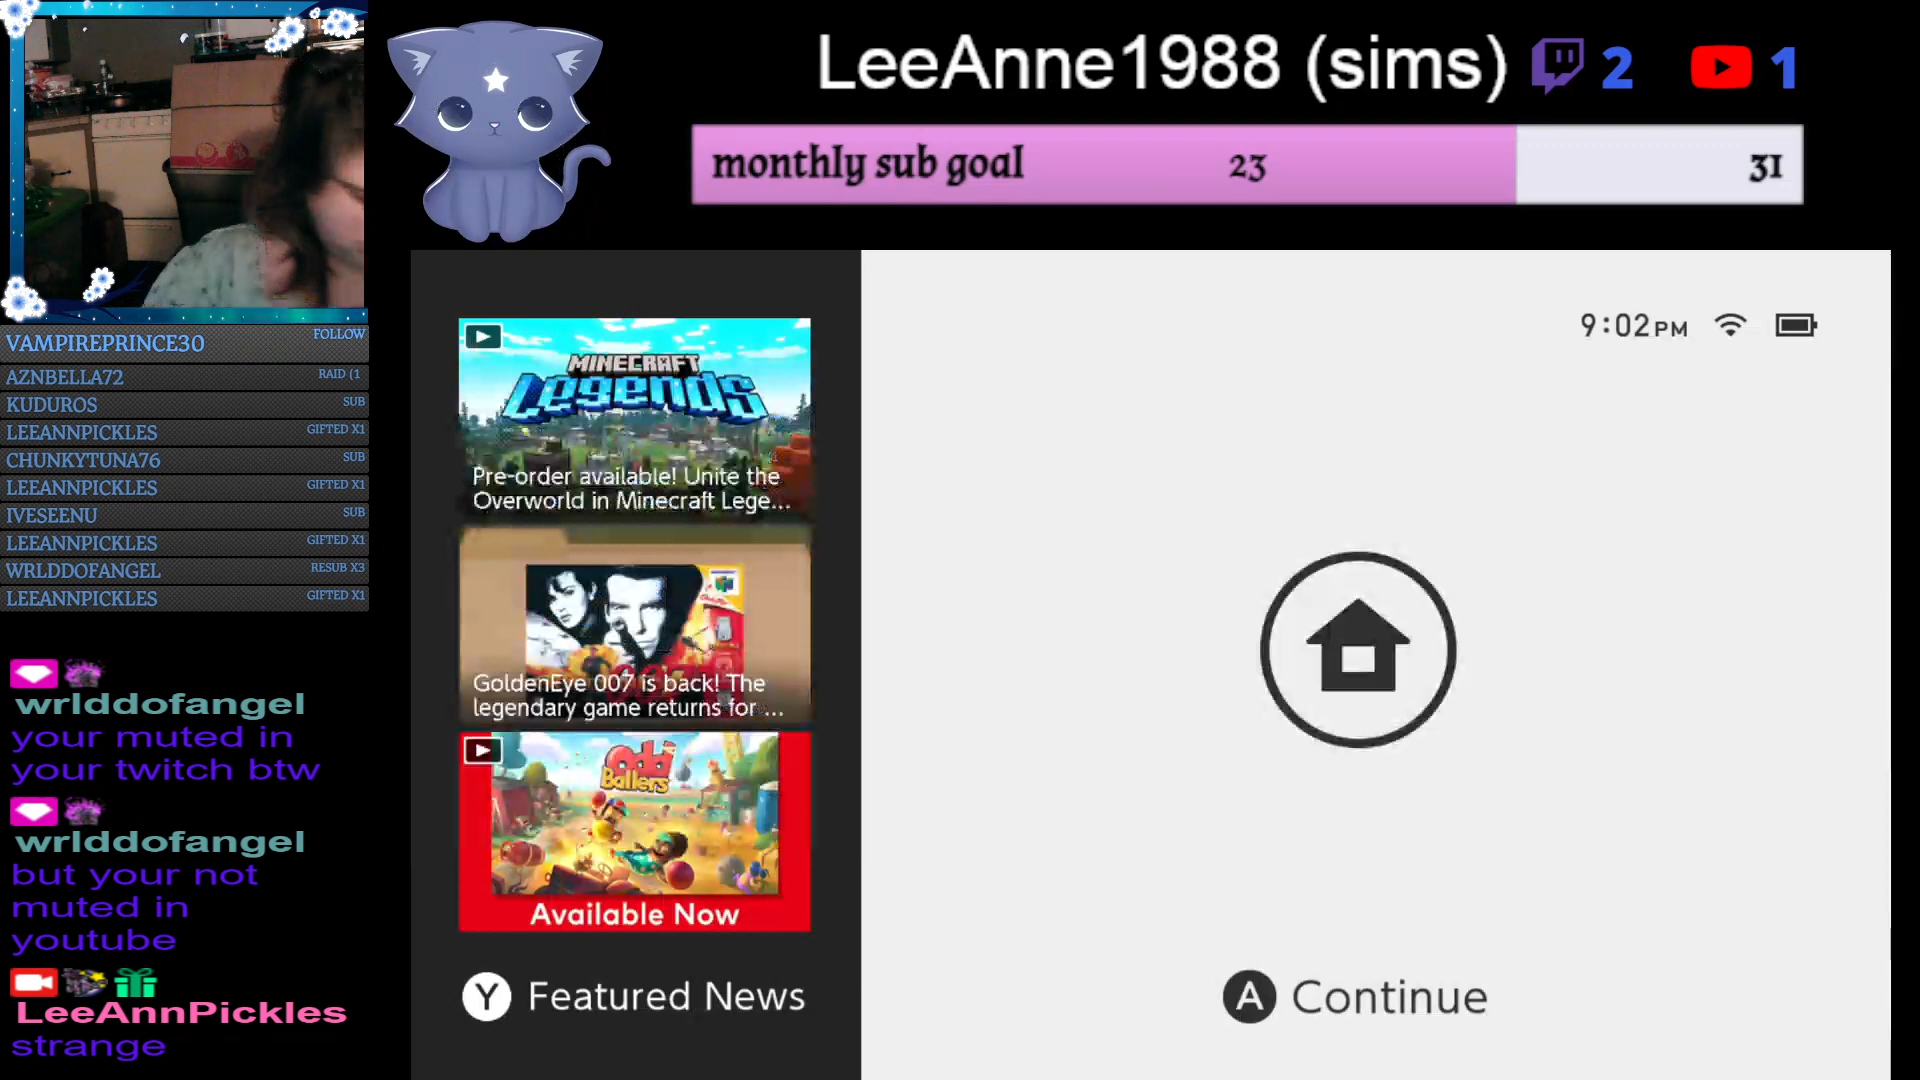 LeeAnne1988 (sims) 2 1
monthly sub goal 23 31
VAMPIREPRINCE30 FOLLOW
AZNBELLA72 RAID (1
KUDUROS SUB
LEEANNPICKLES GIFTED X1
CHUNKYTUNA76 SUB
LEEANNPICKLES GIFTED X1
IVESEENU SUB
LEEANNPICKLES GIFTED X1
WRLDDOFANGEL RESUB X3
LEEANNPICKLES GIFTED X1
wrlddofangel
your muted in
your twitch btw
wrlddofangel
but your not
muted in
youtube
LeeAnnPickles
strange
MINECRAFT
Legends
Pre-order available! Unite the
Overworld in Minecraft Lege...
GoldenEye 007 is back! The
legendary game returns for ...
Odd
Ballers
Available Now
Y Featured News
9:02PM
A Continue